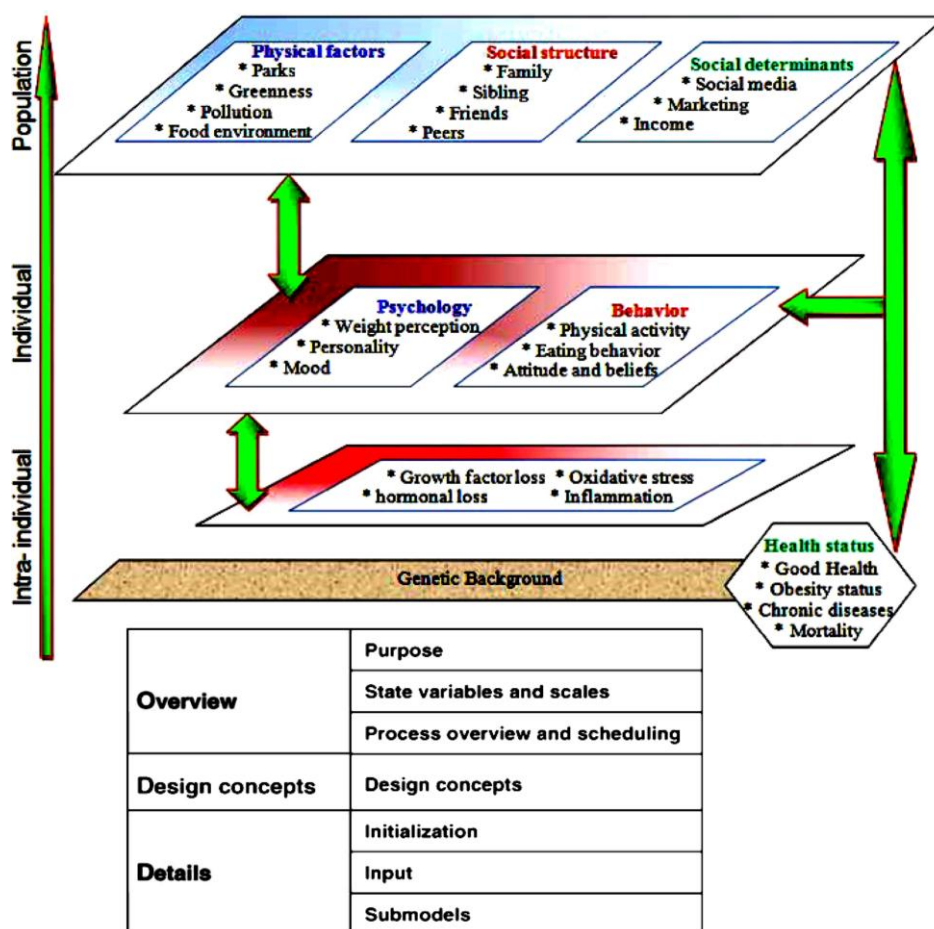 Population
Physical factors
* Parks
* Greenness
* Pollution
* Food environment
Social structure
* Family
* Sibling
* Friends
* Peers
Social determinants
* Social media
* Marketing
* Income
Individual
Psychology
* Weight perception
* Personality
* Mood
Behavior
* Physical activity
* Eating behavior
* Attitude and beliefs
Intra- individual
* Growth factor loss * Oxidative stress
* hormonal loss * Inflammation
Genetic Background
Health status
* Good Health
* Obesity status
* Chronic diseases
* Mortality
Overview
Purpose
State variables and scales
Process overview and scheduling
Design concepts
Design concepts
Details
Initialization
Input
Submodels